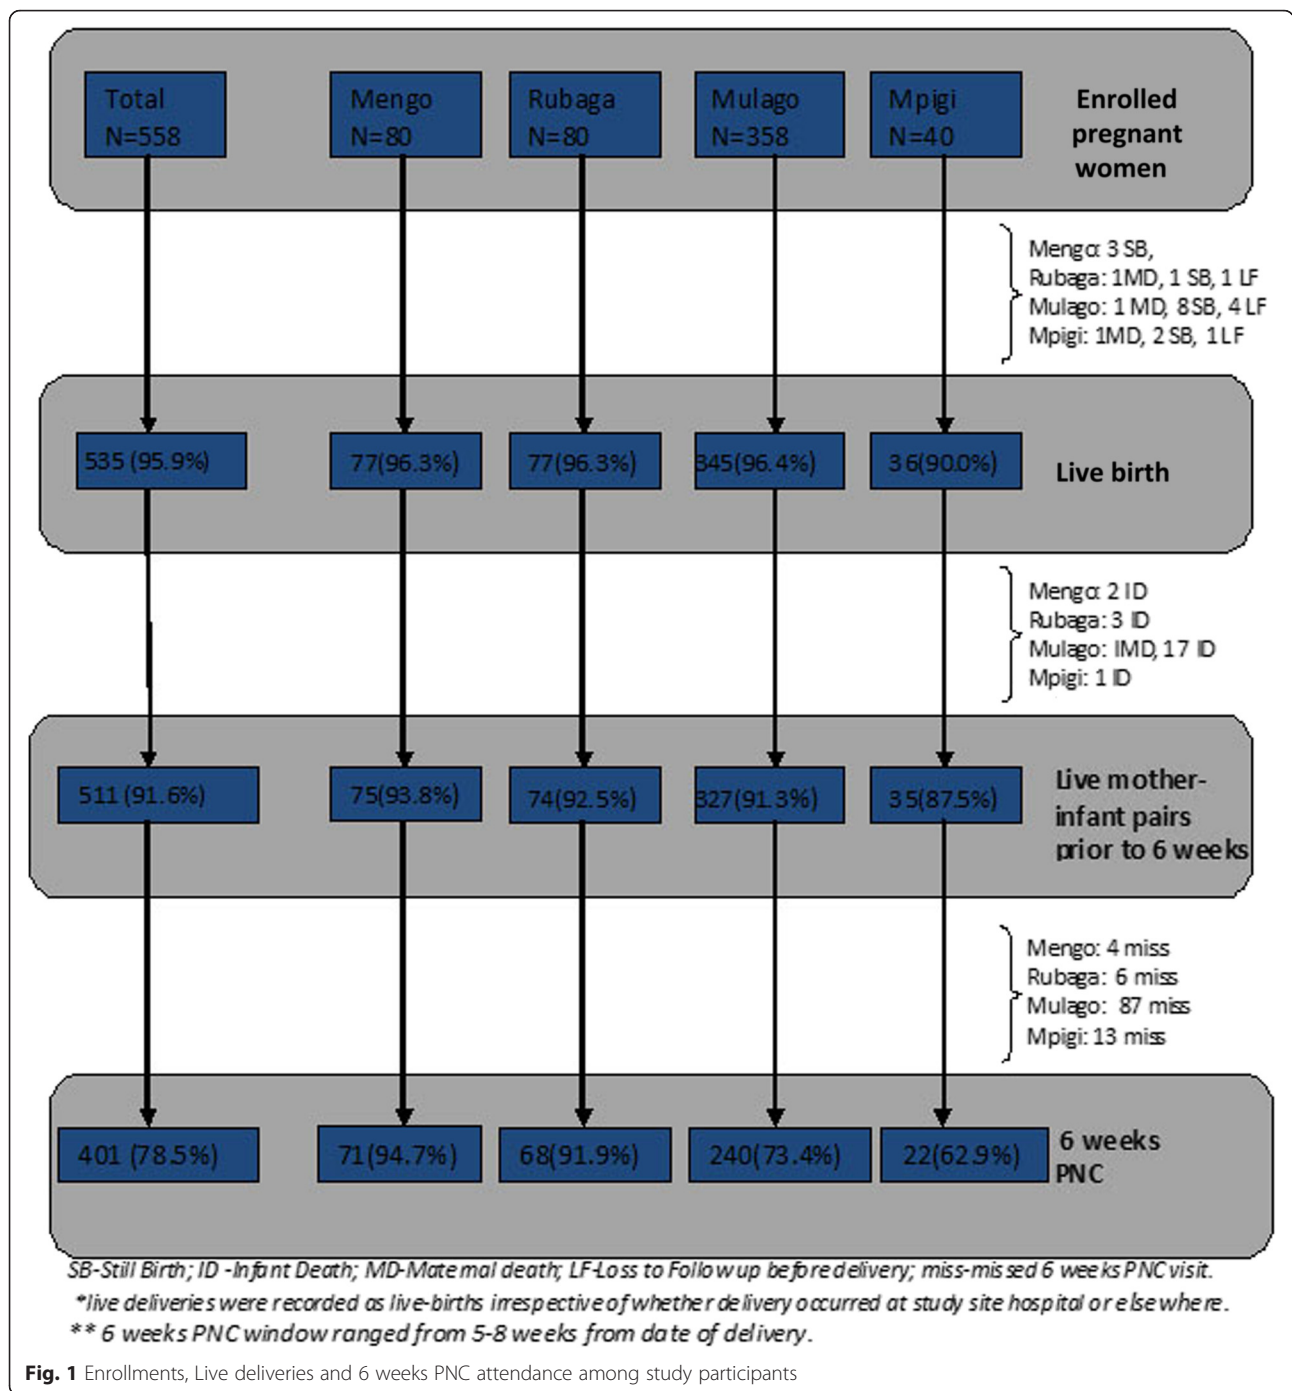 Total
N=558
Mengo
N=80
Rubaga
N=80
Mulago
N=358
Mpigi
N=40
Enrolled
pregnant
women
Mengo: 3 SB,
Rubaga: 1MD, 1 SB, 1 LF
Mulago: 1 MD, 8SB, 4 LF
Mpigi: 1MD, 2 SB, 1LF
535 (95.9%)
77(96.3%)
77(96.3%)
345(96.4%)
36(90.0%)
Live birth
Mengo: 2 ID
Rubaga: 3 ID
Mulago: IMD, 17 ID
Mpigi: 1 ID
511 (91.6%)
75(93.8%)
74(92.5%)
327(91.3%)
35(87.5%)
Live mother-
infant pairs
prior to 6 weeks
Mengo: 4 miss
Rubaga: 6 miss
Mulago: 87 miss
Mpigi: 13 miss
401 (78.5%)
71(94.7%)
68(91.9%)
240(73.4%)
22(62.9%)
6 weeks
PNC
SB-Still Birth; ID -Infant Death; MD-Maternal death; LF-Loss to Follow up before delivery; miss-missed 6 weeks PNC visit.
*live deliveries were recorded as live-births irrespective of whether delivery occurred at study site hospital or elsewhere.
** 6 weeks PNC window ranged from 5-8 weeks from date of delivery.
Fig. 1 Enrollments, Live deliveries and 6 weeks PNC attendance among study participants